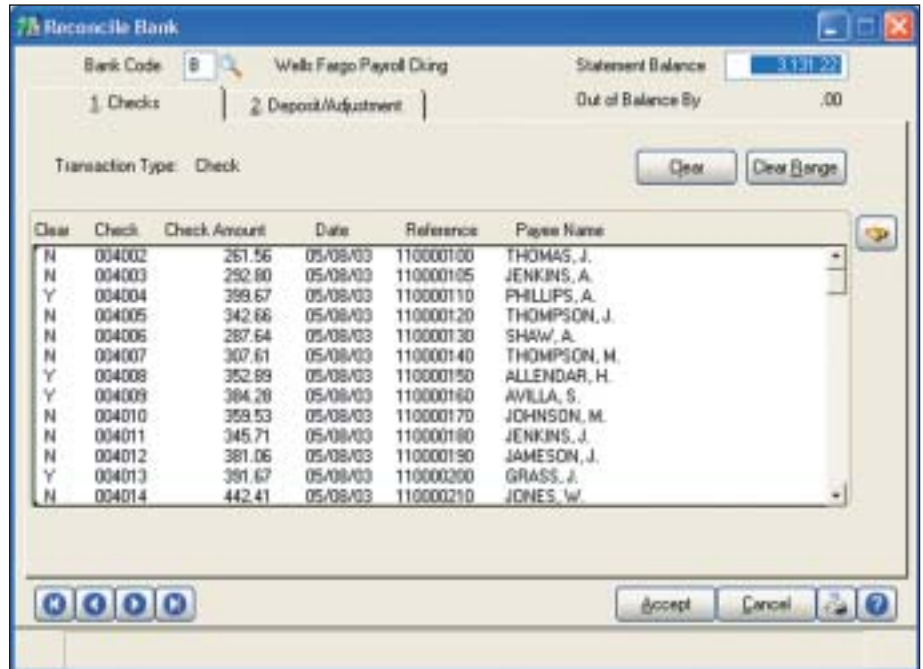 Reconcile Bank
Bank Code B Wells Fargo Payroll Cking Statement Balance 3,131.22
1. Checks 2. Deposit/Adjustment Out of Balance By .00
Transaction Type: Check Clear Clear Range
Clear Check Check Amount Date Reference Payee Name
N 004002 261.56 05/08/03 110000100 THOMAS, J.
N 004003 292.80 05/08/03 110000105 JENKINS, A.
Y 004004 399.67 05/08/03 110000110 PHILLIPS, A.
N 004005 342.66 05/08/03 110000120 THOMPSON, J.
N 004006 287.64 05/08/03 110000130 SHAW, A.
N 004007 307.61 05/08/03 110000140 THOMPSON, M.
Y 004008 352.89 05/08/03 110000150 ALLENDAR, H.
Y 004009 384.28 05/08/03 110000160 AVILLA, S.
N 004010 359.53 05/08/03 110000170 JOHNSON, M.
N 004011 345.71 05/08/03 110000180 JENKINS, J.
N 004012 381.06 05/08/03 110000190 JAMESON, J.
Y 004013 391.67 05/08/03 110000200 GRASS, J.
N 004014 442.41 05/08/03 110000210 JONES, W.
Accept Cancel